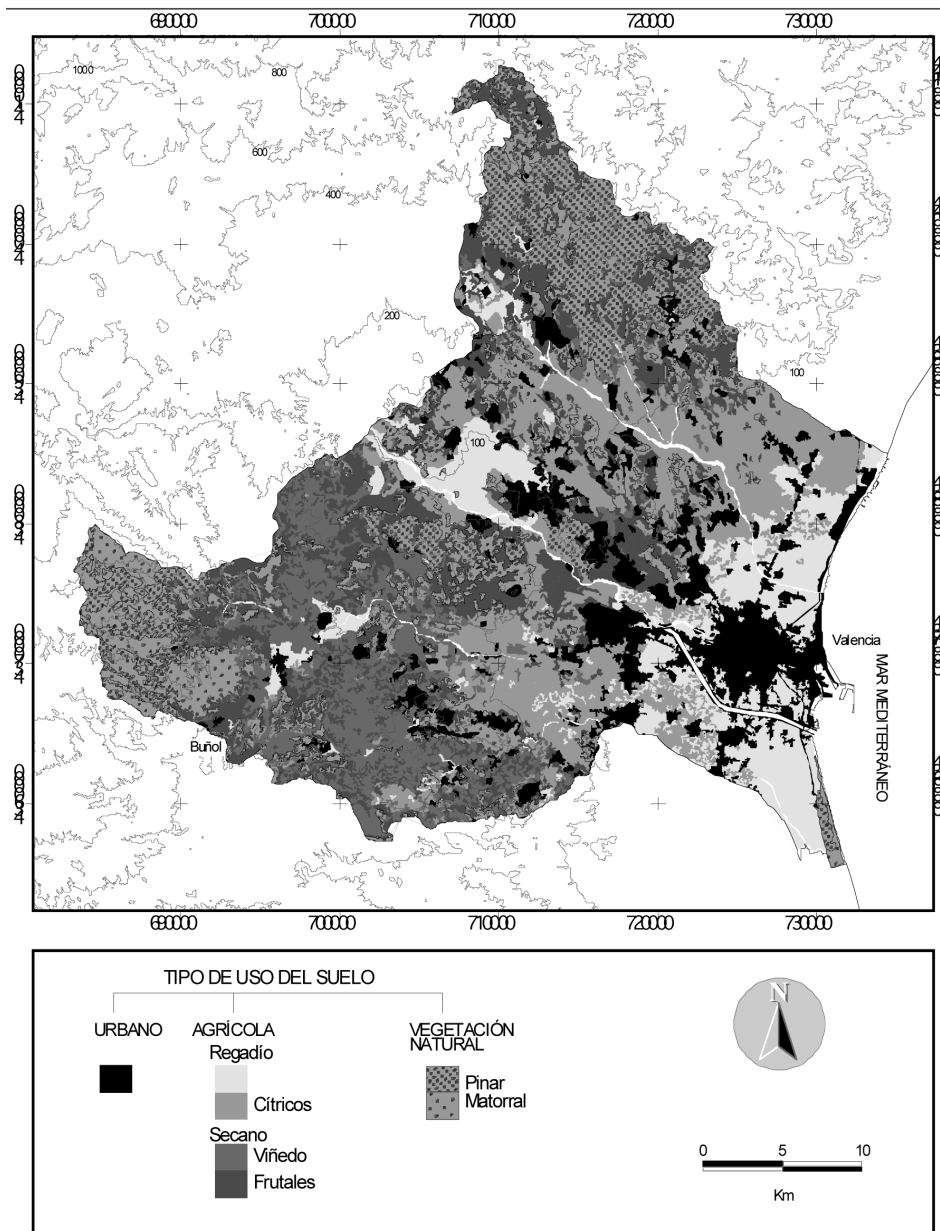 690000 700000 710000 720000 730000
1000
800
600
400
200
100
100
Valencia
MAR MEDITERRÁNEO
Buñol
690000 700000 710000 720000 730000
TIPO DE USO DEL SUELO
URBANO
AGRÍCOLA
VEGETACIÓN
NATURAL
Regadío
Cítricos
Secano
Viñedo
Frutales
Pinar
Matorral
N
0 5 10
Km